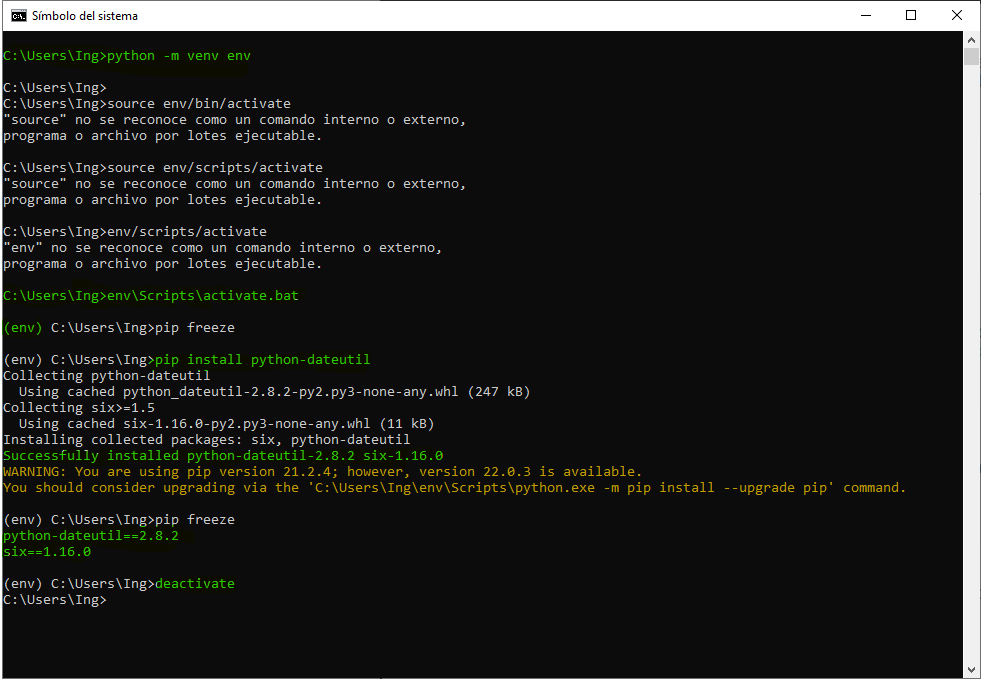 Símbolo del sistema
C:\Users\Ing>python -m venv env
C:\Users\Ing>
C:\Users\Ing>source env/bin/activate
"source" no se reconoce como un comando interno o externo,
programa o archivo por lotes ejecutable.
C:\Users\Ing>source env/scripts/activate
"source" no se reconoce como un comando interno o externo,
programa o archivo por lotes ejecutable.
C:\Users\Ing>env/scripts/activate
"env" no se reconoce como un comando interno o externo,
programa o archivo por lotes ejecutable.
C:\Users\Ing>env\Scripts\activate.bat
(env) C:\Users\Ing>pip freeze
(env) C:\Users\Ing>pip install python-dateutil
Collecting python-dateutil
  Using cached python_dateutil-2.8.2-py2.py3-none-any.whl (247 kB)
Collecting six>=1.5
  Using cached six-1.16.0-py2.py3-none-any.whl (11 kB)
Installing collected packages: six, python-dateutil
Successfully installed python-dateutil-2.8.2 six-1.16.0
WARNING: You are using pip version 21.2.4; however, version 22.0.3 is available.
You should consider upgrading via the 'C:\Users\Ing\env\Scripts\python.exe -m pip install --upgrade pip' command.
(env) C:\Users\Ing>pip freeze
python-dateutil==2.8.2
six==1.16.0
(env) C:\Users\Ing>deactivate
C:\Users\Ing>